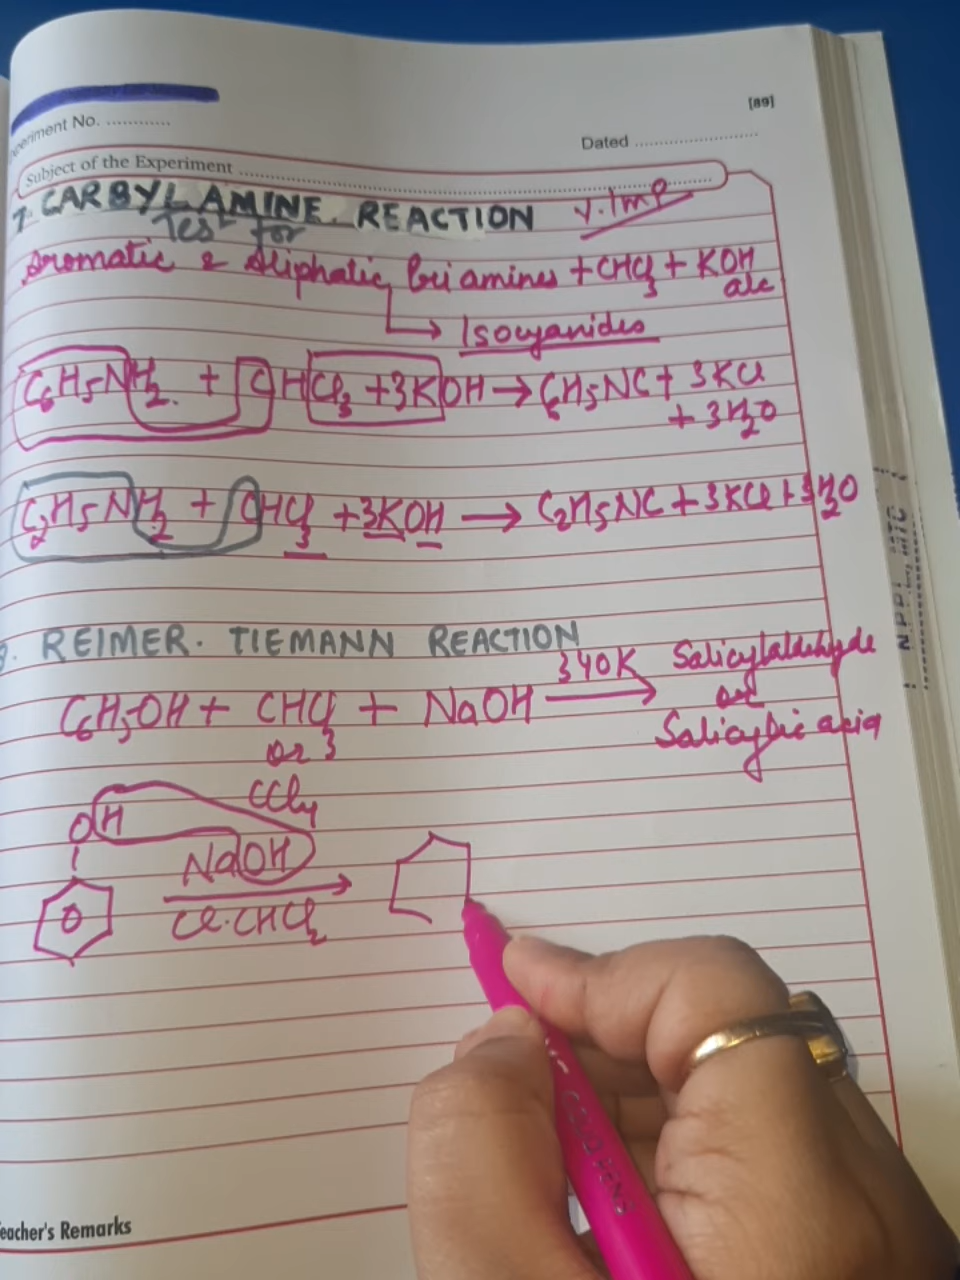 [89]
Experiment No. ............
Dated ......................
Subject of the Experiment ..........................................
7. CARBYLAMINE REACTION V.Imp
Test for
Aromatic & Aliphatic pri amines + CHCl3 + KOH
alc
Isocyanides
C6H5NH2 + CHCl3 + 3KOH → C6H5NC + 3KCl
+ 3H2O
C2H5NH2 + CHCl3 + 3KOH → C2H5NC + 3KCl + 3H2O
8. REIMER. TIEMANN REACTION
340K Salicylaldehyde
C6H5OH + CHCl3 + NaOH → or
or Salicylic acid
CCl4
OH
NaOH
Cl.CHCl2
COLO PENS
Teacher's Remarks